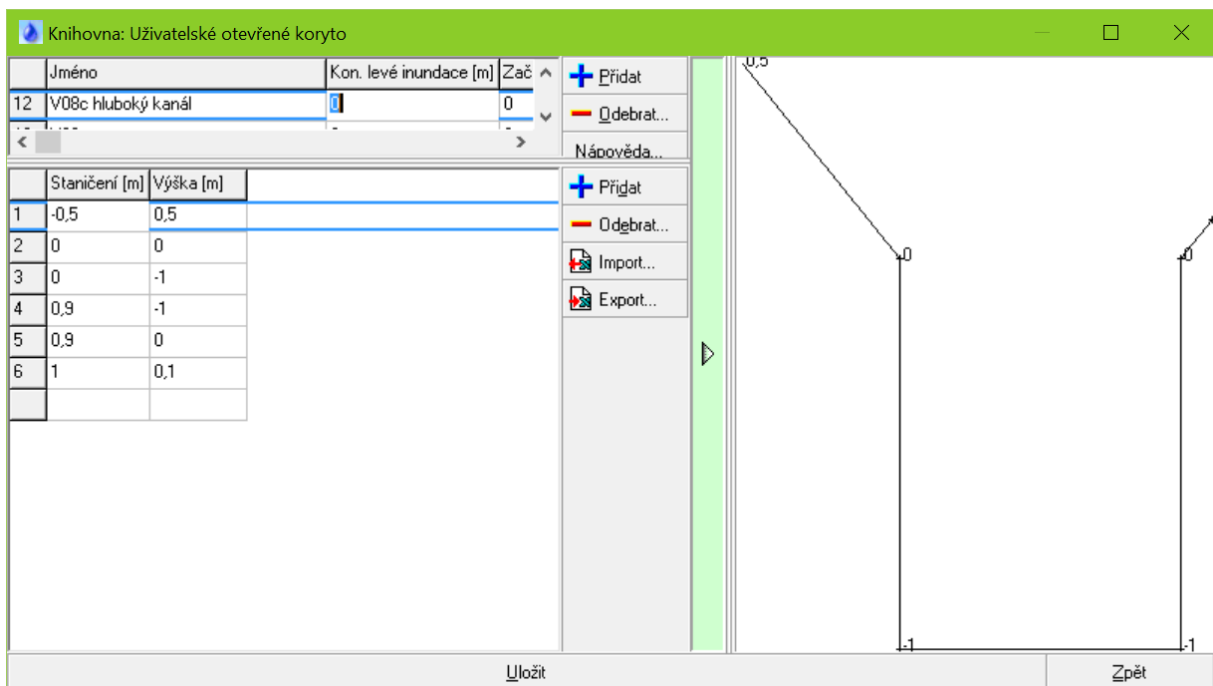 Knihovna: Uživatelské otevřené koryto
Jméno Kon. levé inundace [m] Zač
12 V08c hluboký kanál 0 0
Přidat
Odebrat...
Nápověda...
Staničení [m] Výška [m]
1 -0,5 0,5
2 0 0
3 0 -1
4 0,9 -1
5 0,9 0
6 1 0,1
Přidat
Odebrat...
Import...
Export...
0,5
0 0
-1 -1
Uložit Zpět